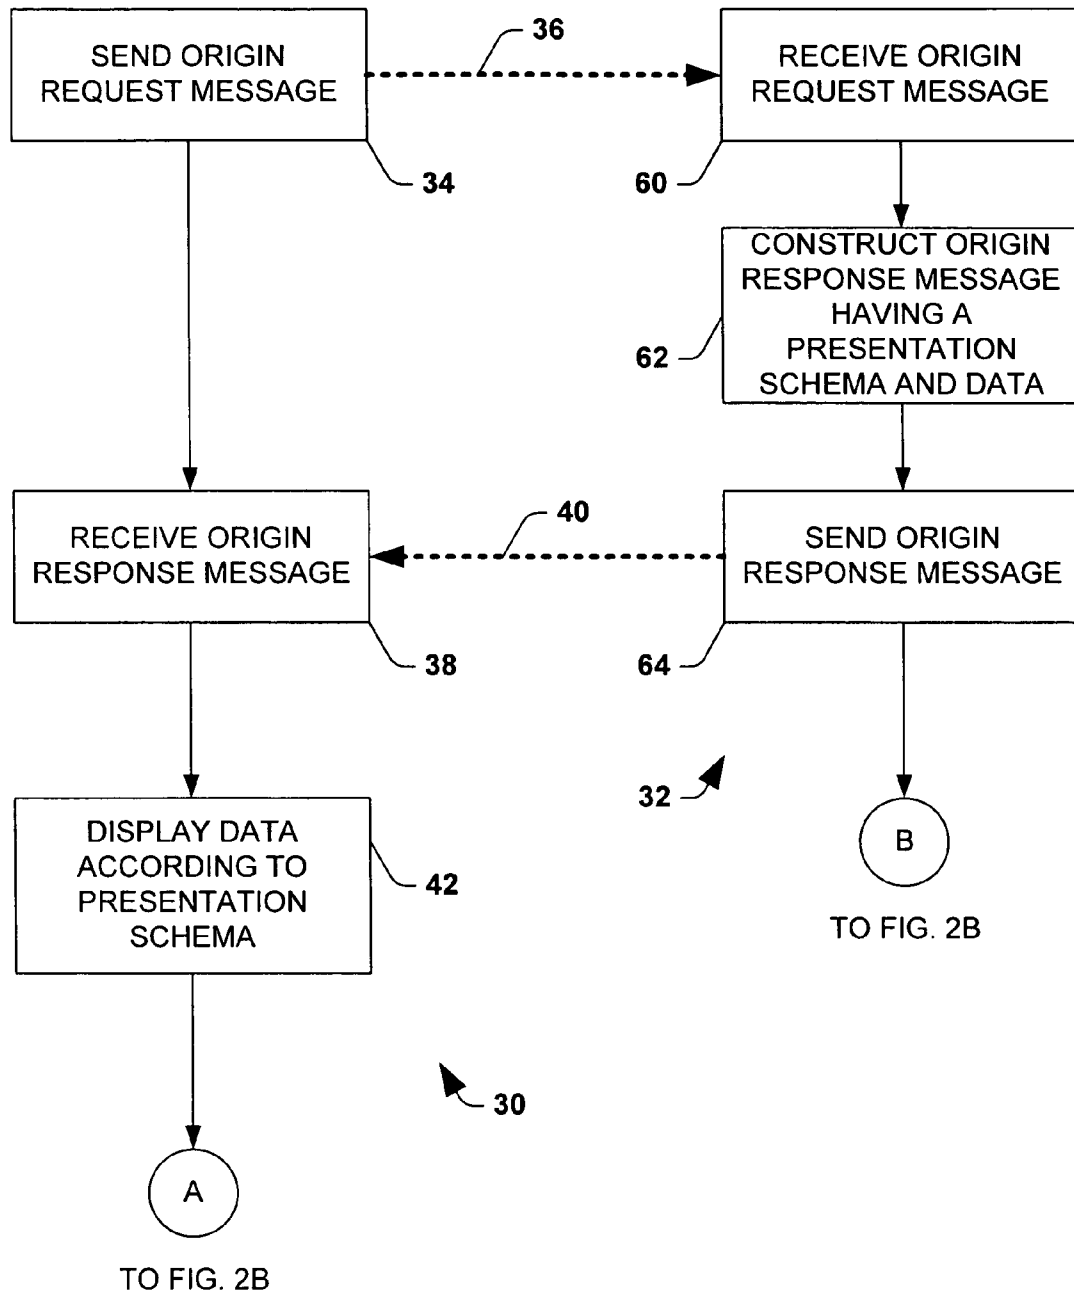 SEND ORIGIN
REQUEST MESSAGE
36
RECEIVE ORIGIN
REQUEST MESSAGE
34
60
CONSTRUCT ORIGIN
RESPONSE MESSAGE
HAVING A
PRESENTATION
SCHEMA AND DATA
62
RECEIVE ORIGIN
RESPONSE MESSAGE
40
SEND ORIGIN
RESPONSE MESSAGE
38
64
DISPLAY DATA
ACCORDING TO
PRESENTATION
SCHEMA
42
32
B
TO FIG. 2B
30
A
TO FIG. 2B